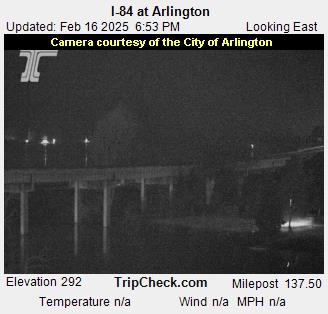 I-84 at Arlington
Updated: Feb 16 2025 6:53 PM Looking East
Camera courtesy of the City of Arlington
Elevation 292 TripCheck.com Milepost 137.50
Temperature n/a Wind n/a MPH n/a